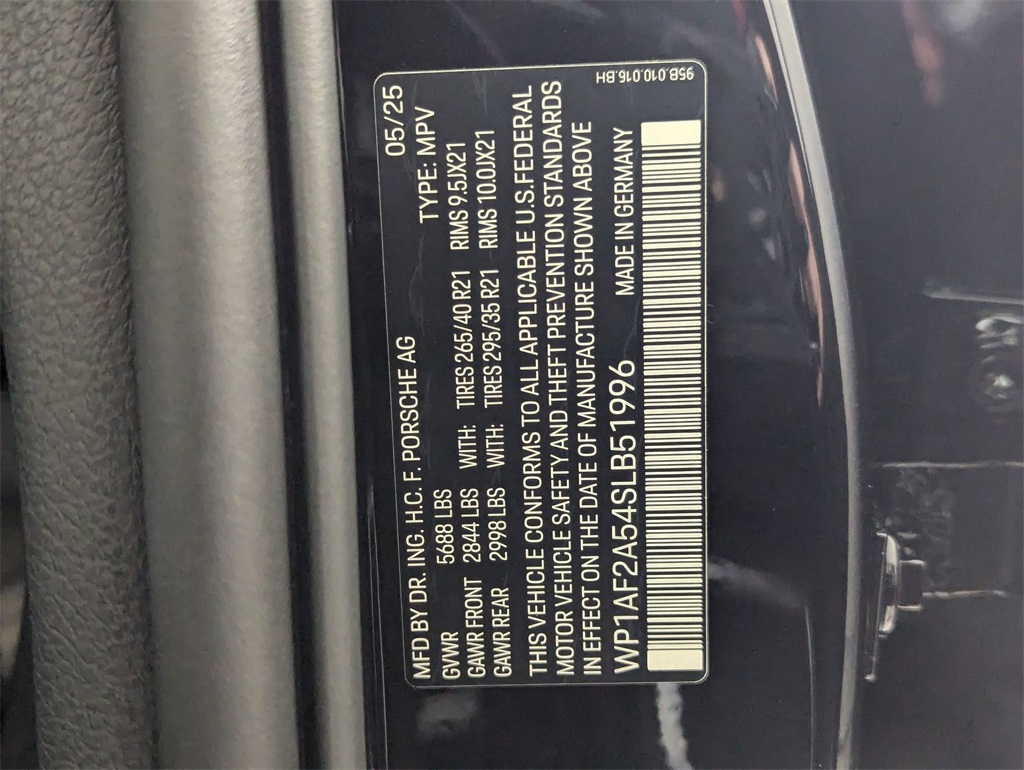 MFD BY DR. ING. H.C. F. PORSCHE AG 05/25
GVWR 5688 LBS TYPE: MPV
GAWR FRONT 2844 LBS WITH: TIRES 265/40 R21 RIMS 9.5JX21
GAWR REAR 2998 LBS WITH: TIRES 295/35 R21 RIMS 10.0JX21
THIS VEHICLE CONFORMS TO ALL APPLICABLE U.S.FEDERAL
MOTOR VEHICLE SAFETY AND THEFT PREVENTION STANDARDS
IN EFFECT ON THE DATE OF MANUFACTURE SHOWN ABOVE
WP1AF2A54SLB51996 MADE IN GERMANY
95B.010.016.BH